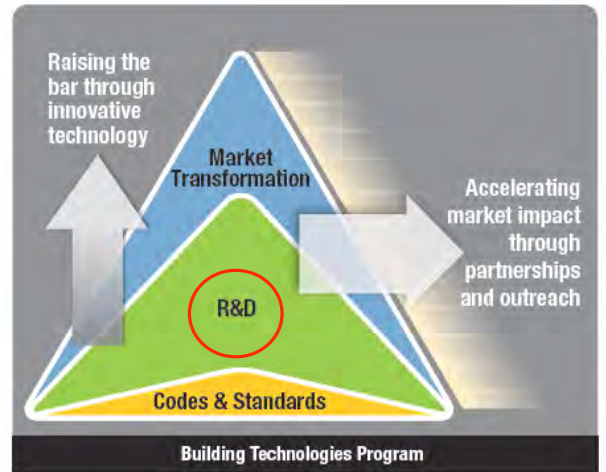 Raising the
bar through
innovative
technology
Market
Transformation
Accelerating
market impact
through
partnerships
and outreach
R&D
Codes & Standards
Building Technologies Program